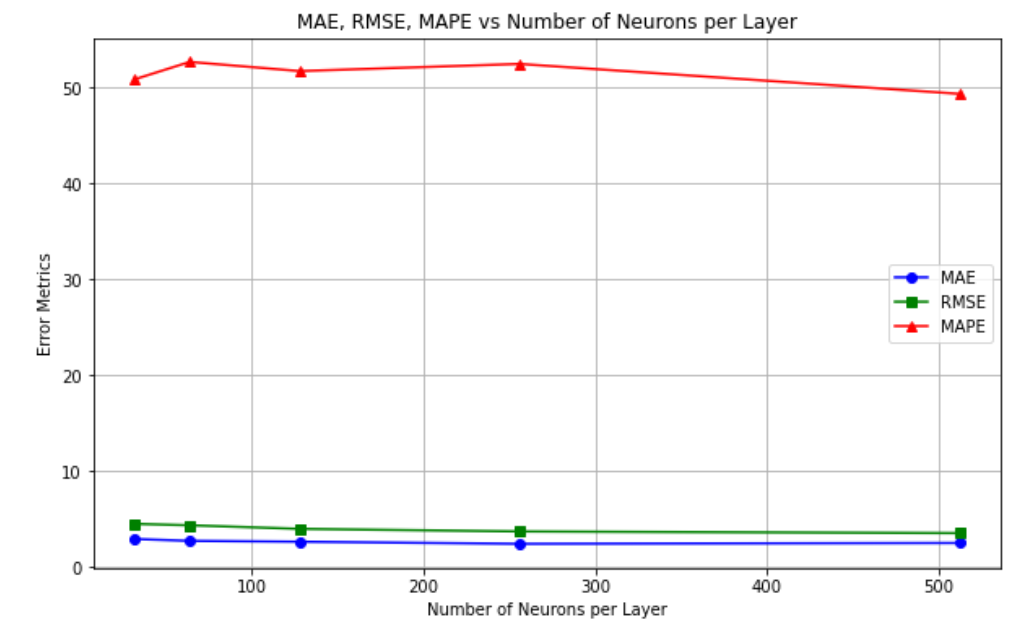 MAE, RMSE, MAPE vs Number of Neurons per Layer
Error Metrics
50
40
30
20
10
0
MAE
RMSE
MAPE
100 200 300 400 500
Number of Neurons per Layer